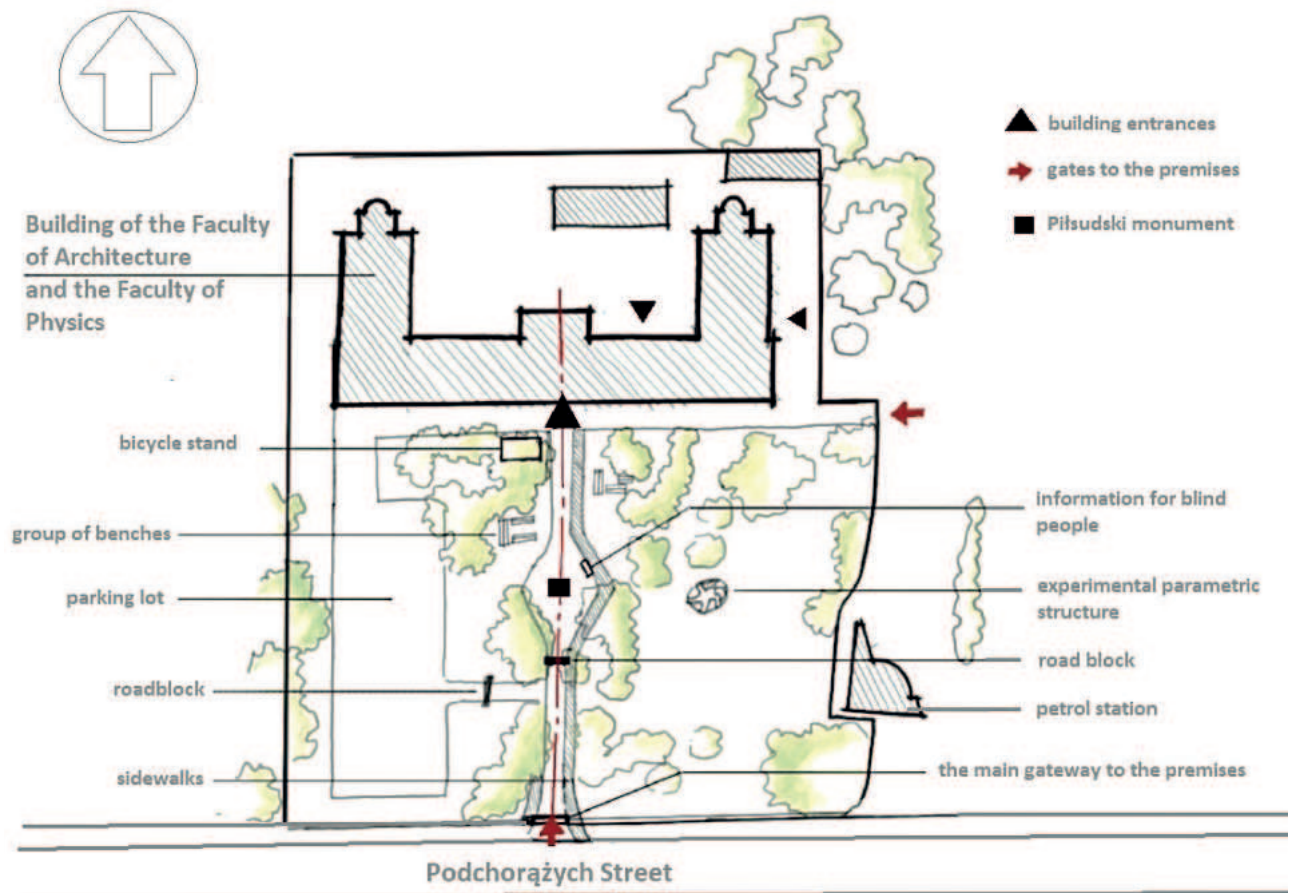 building entrances
gates to the premises
Piłsudski monument
Building of the Faculty
of Architecture
and the Faculty of
Physics
bicycle stand
group of benches
parking lot
roadblock
sidewalks
information for blind
people
experimental parametric
structure
road block
petrol station
the main gateway to the premises
Podchorążych Street